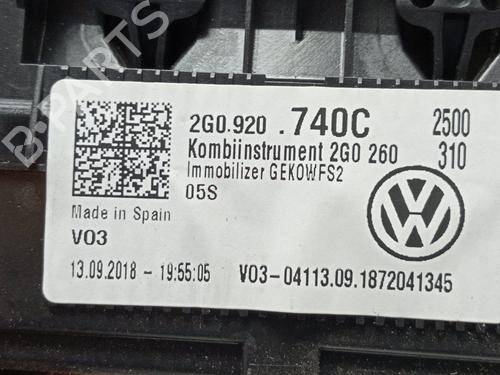 2G0.920 .740C 2500
Kombiinstrument 2G0 260 310
Immobilizer GEKOWFS2
05S
Made in Spain
V03
13.09.2018 - 19:55:05 V03-04113.09.1872041345
B-PARTS